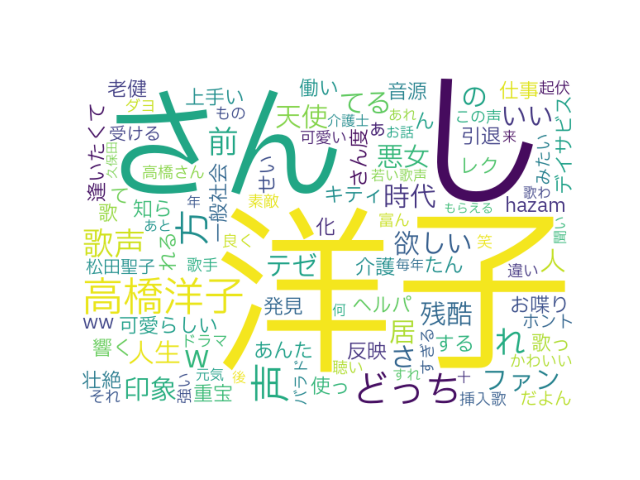 老健
上手い
働い
音源
の
仕事
起伏
ダヨ
もの
天使
てる
ん
この声
いい
デイサービス
受ける
介護士
あれ
お話
ぁ
引退
来
さん
し
逢いたくて
久保田
前
可愛い
さん度
悪女
みたい
高橋さん
一般社会
せい
若い歌声
レク
て
年
素敵
キティ
時代
歌わ
hazam
歌
知ら
方
化
もらえる
富ん
聞い
あと
れる
良く
笑
歌声
歌手
欲しい
違い
人
松田聖子
洋子
テゼ
介護
毎年
たん
高橋洋子
発見
何
ヘルパ
残酷
お喋り
ww
可愛らしい
居
れ
ホント
響く
人生
ドラマ
w
あんた
反映
さ
すぎる
する
歌っ
かわいい
壮絶
元気
後
声
バラード
聴い
すれ
+
ファン
それ
印象
強い
重宝
使っ
どっち
挿入歌
だよん